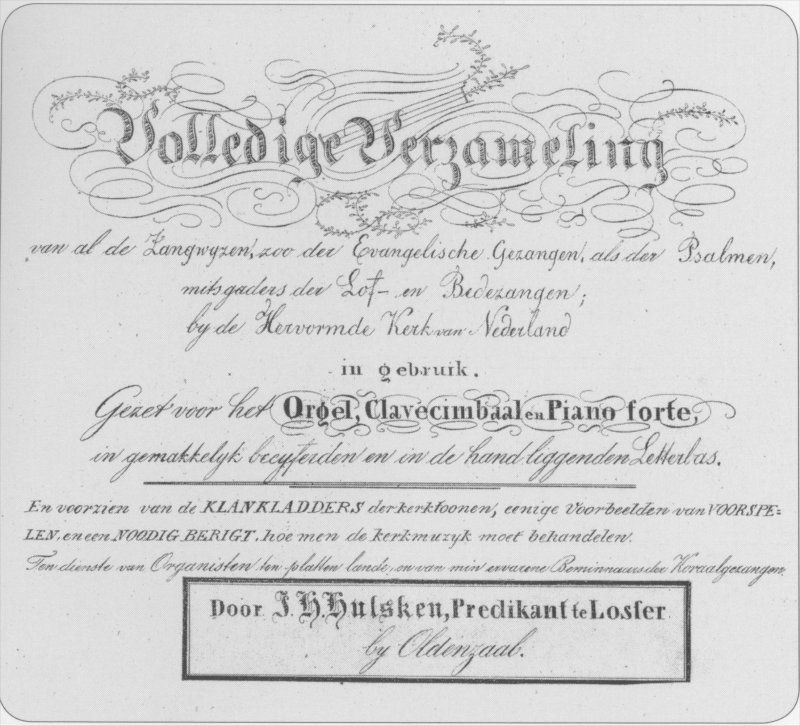 Volledige Verzameling
van al de Zangwyzen, zoo der Evangelische Gezangen, als der Psalmen,
mitsgaders der Lof- en Bedezangen;
by de Hervormde Kerk van Nederland
in gebruik.
Gezet voor het Orgel, Clavecimbaal en Piano forte,
in gemakkelyk becyferden en in de hand liggenden Letterbas.
En voorzien van de KLANKLADDERS der kerktoonen, eenige Voorbeelden van VOORSPE=
LEN, en een NOODIG BERIGT, hoe men de kerkmuzyk moet behandelen.
Ten dienste van Organisten ten platten lande, en van min ervarene Beminnaars der Koraalgezangen.
Door J. H. Hulsken, Predikant te Losser
by Oldenzaal.